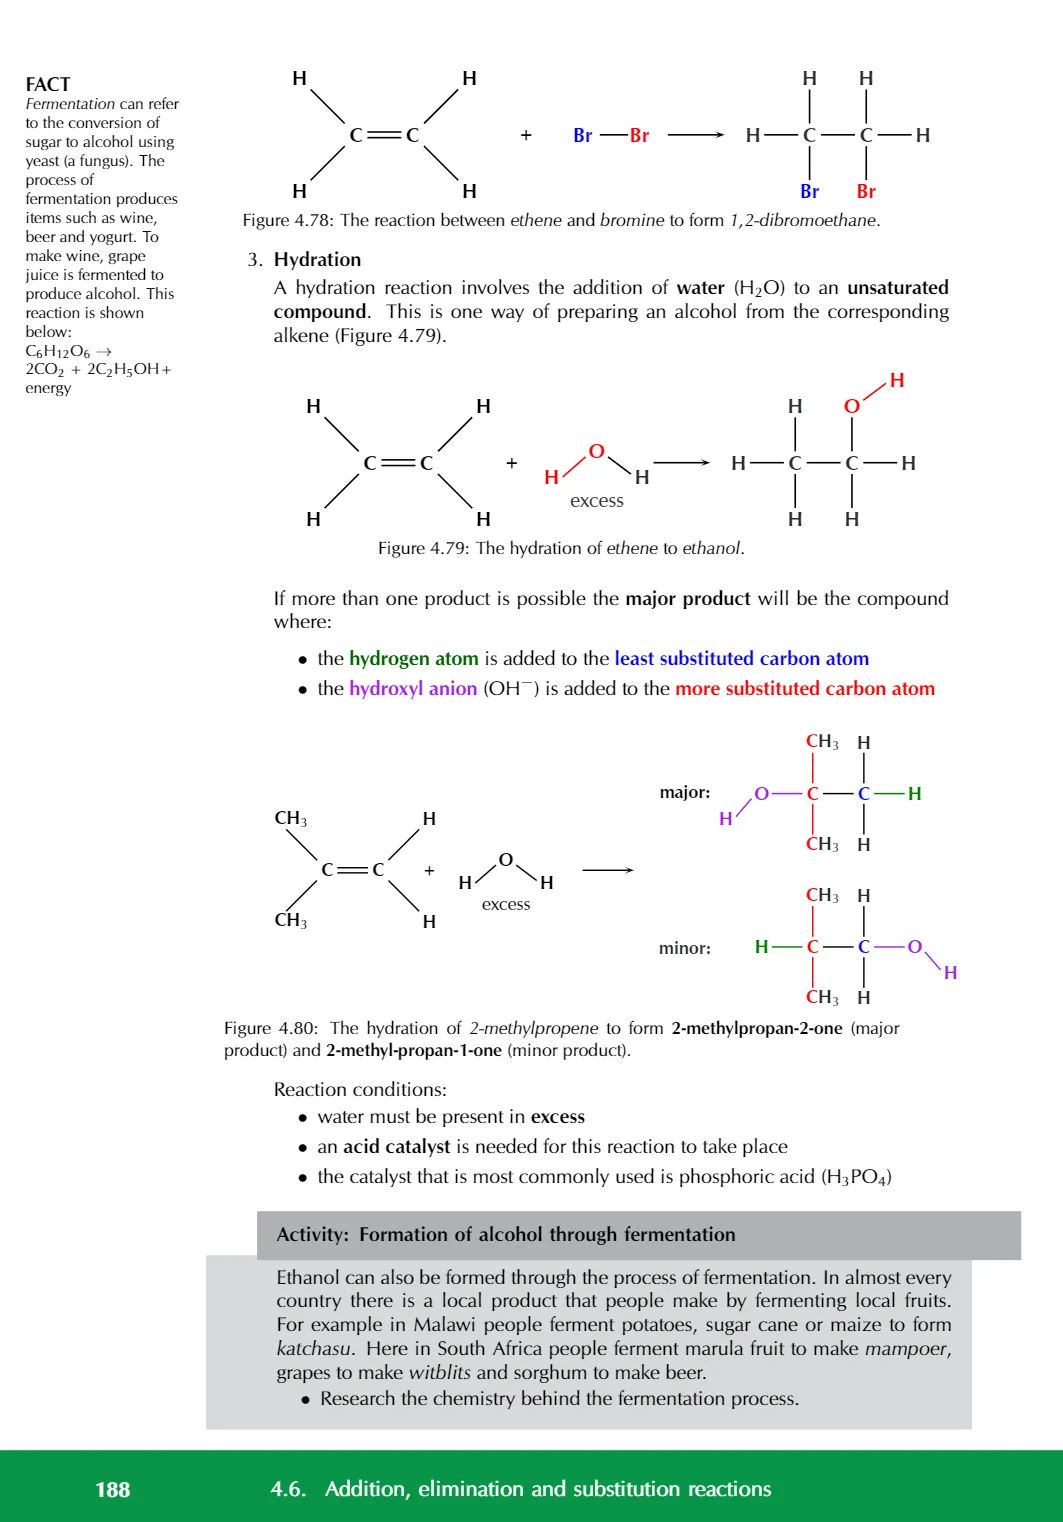 FACT
Fermentation can refer
to the conversion of
sugar to alcohol using
yeast (a fungus). The
process of
fermentation produces
items such as wine,
beer and yogurt. To
make wine, grape
juice is fermented to
produce alcohol. This
reaction is shown
below:
C₆H₁₂O₆ →
2CO₂ + 2C₂H₅OH +
energy
H H H H
C C + Br Br H C C H
H H Br Br
Figure 4.78: The reaction between ethene and bromine to form 1,2-dibromoethane.
3. Hydration
A hydration reaction involves the addition of water (H₂O) to an unsaturated
compound. This is one way of preparing an alcohol from the corresponding
alkene (Figure 4.79).
H
H H H O
O
C C + H C C H
H H
excess
H H H H
Figure 4.79: The hydration of ethene to ethanol.
If more than one product is possible the major product will be the compound
where:
• the hydrogen atom is added to the least substituted carbon atom
• the hydroxyl anion (OH⁻) is added to the more substituted carbon atom
CH₃ H
major: O C C H
H
CH₃ H
CH₃ H
O
C C +
H H
excess
CH₃ H
CH₃ H
minor: H C C O
H
CH₃ H
Figure 4.80: The hydration of 2-methylpropene to form 2-methylpropan-2-one (major
product) and 2-methyl-propan-1-one (minor product).
Reaction conditions:
• water must be present in excess
• an acid catalyst is needed for this reaction to take place
• the catalyst that is most commonly used is phosphoric acid (H₃PO₄)
Activity: Formation of alcohol through fermentation
Ethanol can also be formed through the process of fermentation. In almost every
country there is a local product that people make by fermenting local fruits.
For example in Malawi people ferment potatoes, sugar cane or maize to form
katchasu. Here in South Africa people ferment marula fruit to make mampoer,
grapes to make witblits and sorghum to make beer.
• Research the chemistry behind the fermentation process.
188 4.6. Addition, elimination and substitution reactions